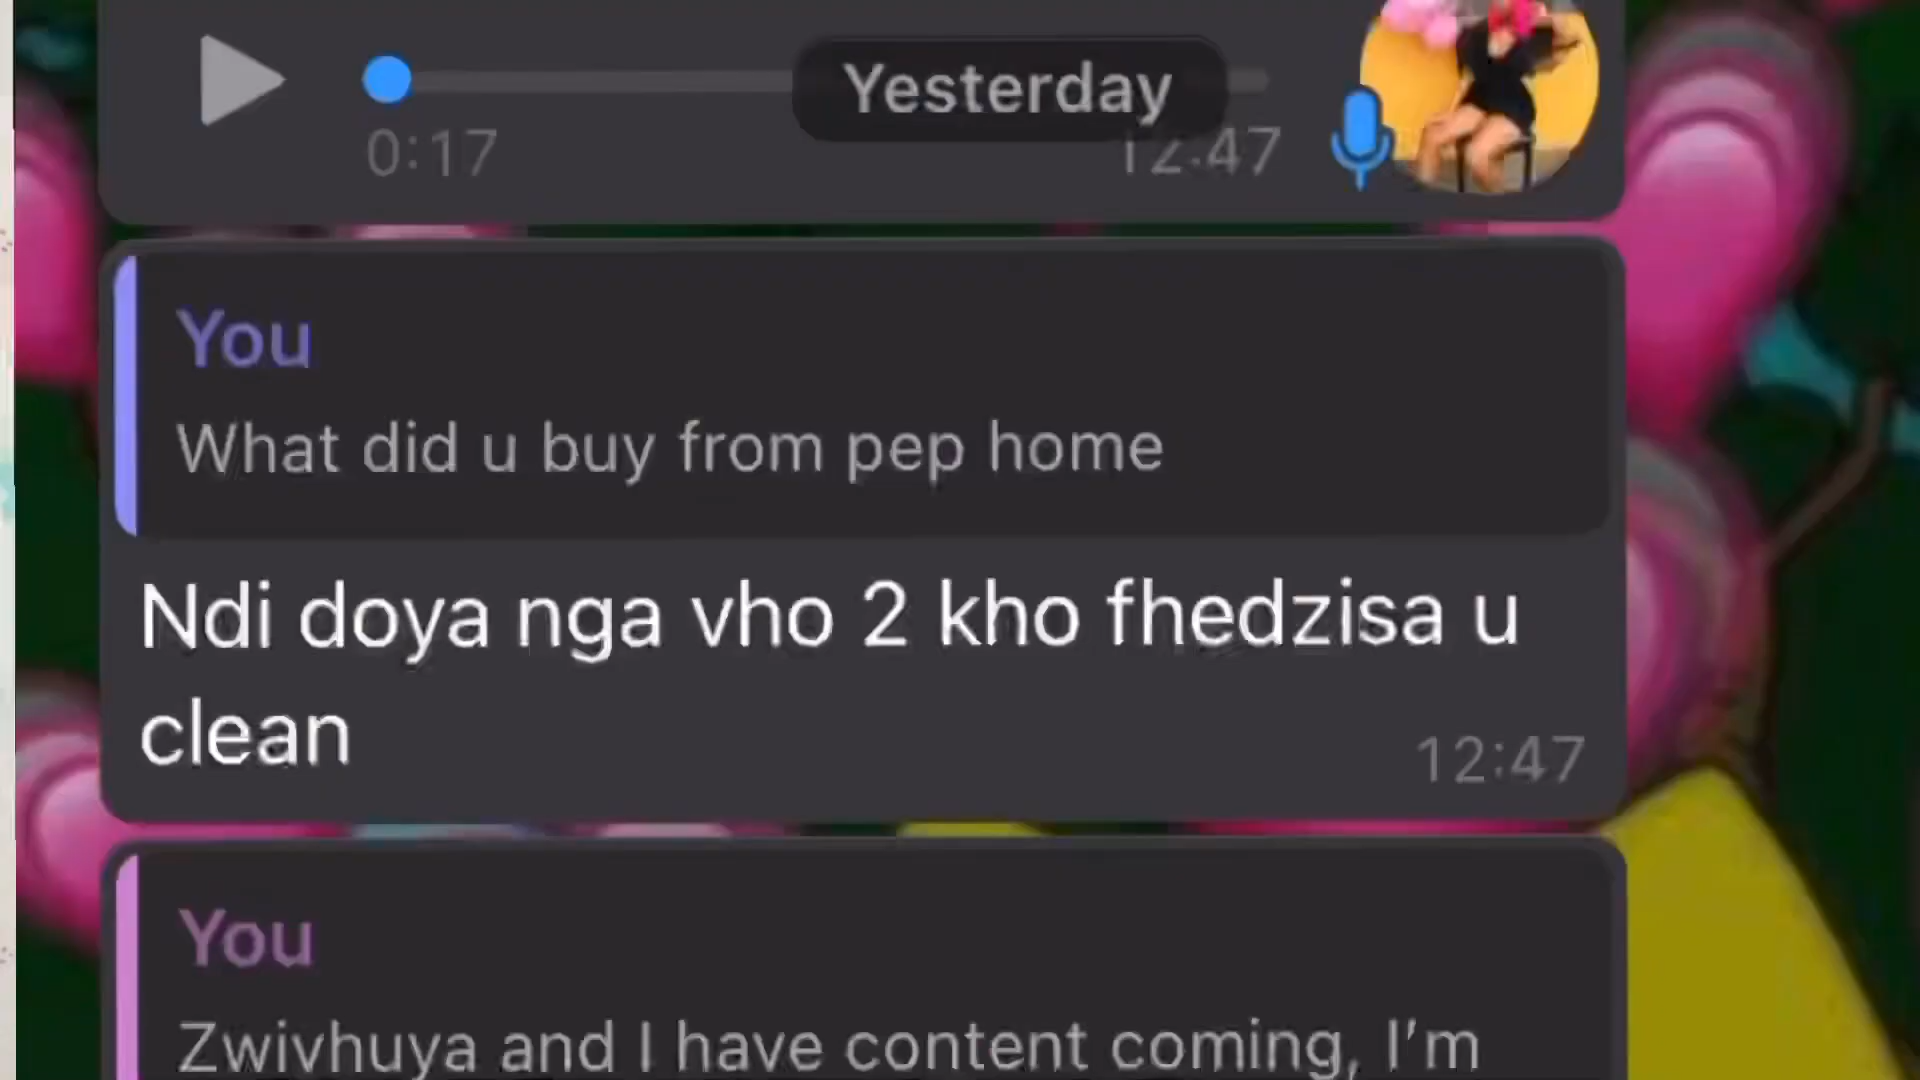 Yesterday
0:17
12:47
You
What did u buy from pep home
Ndi doya nga vho 2 kho fhedzisa u
clean
12:47
You
Zwivhuya and I have content coming, I'm